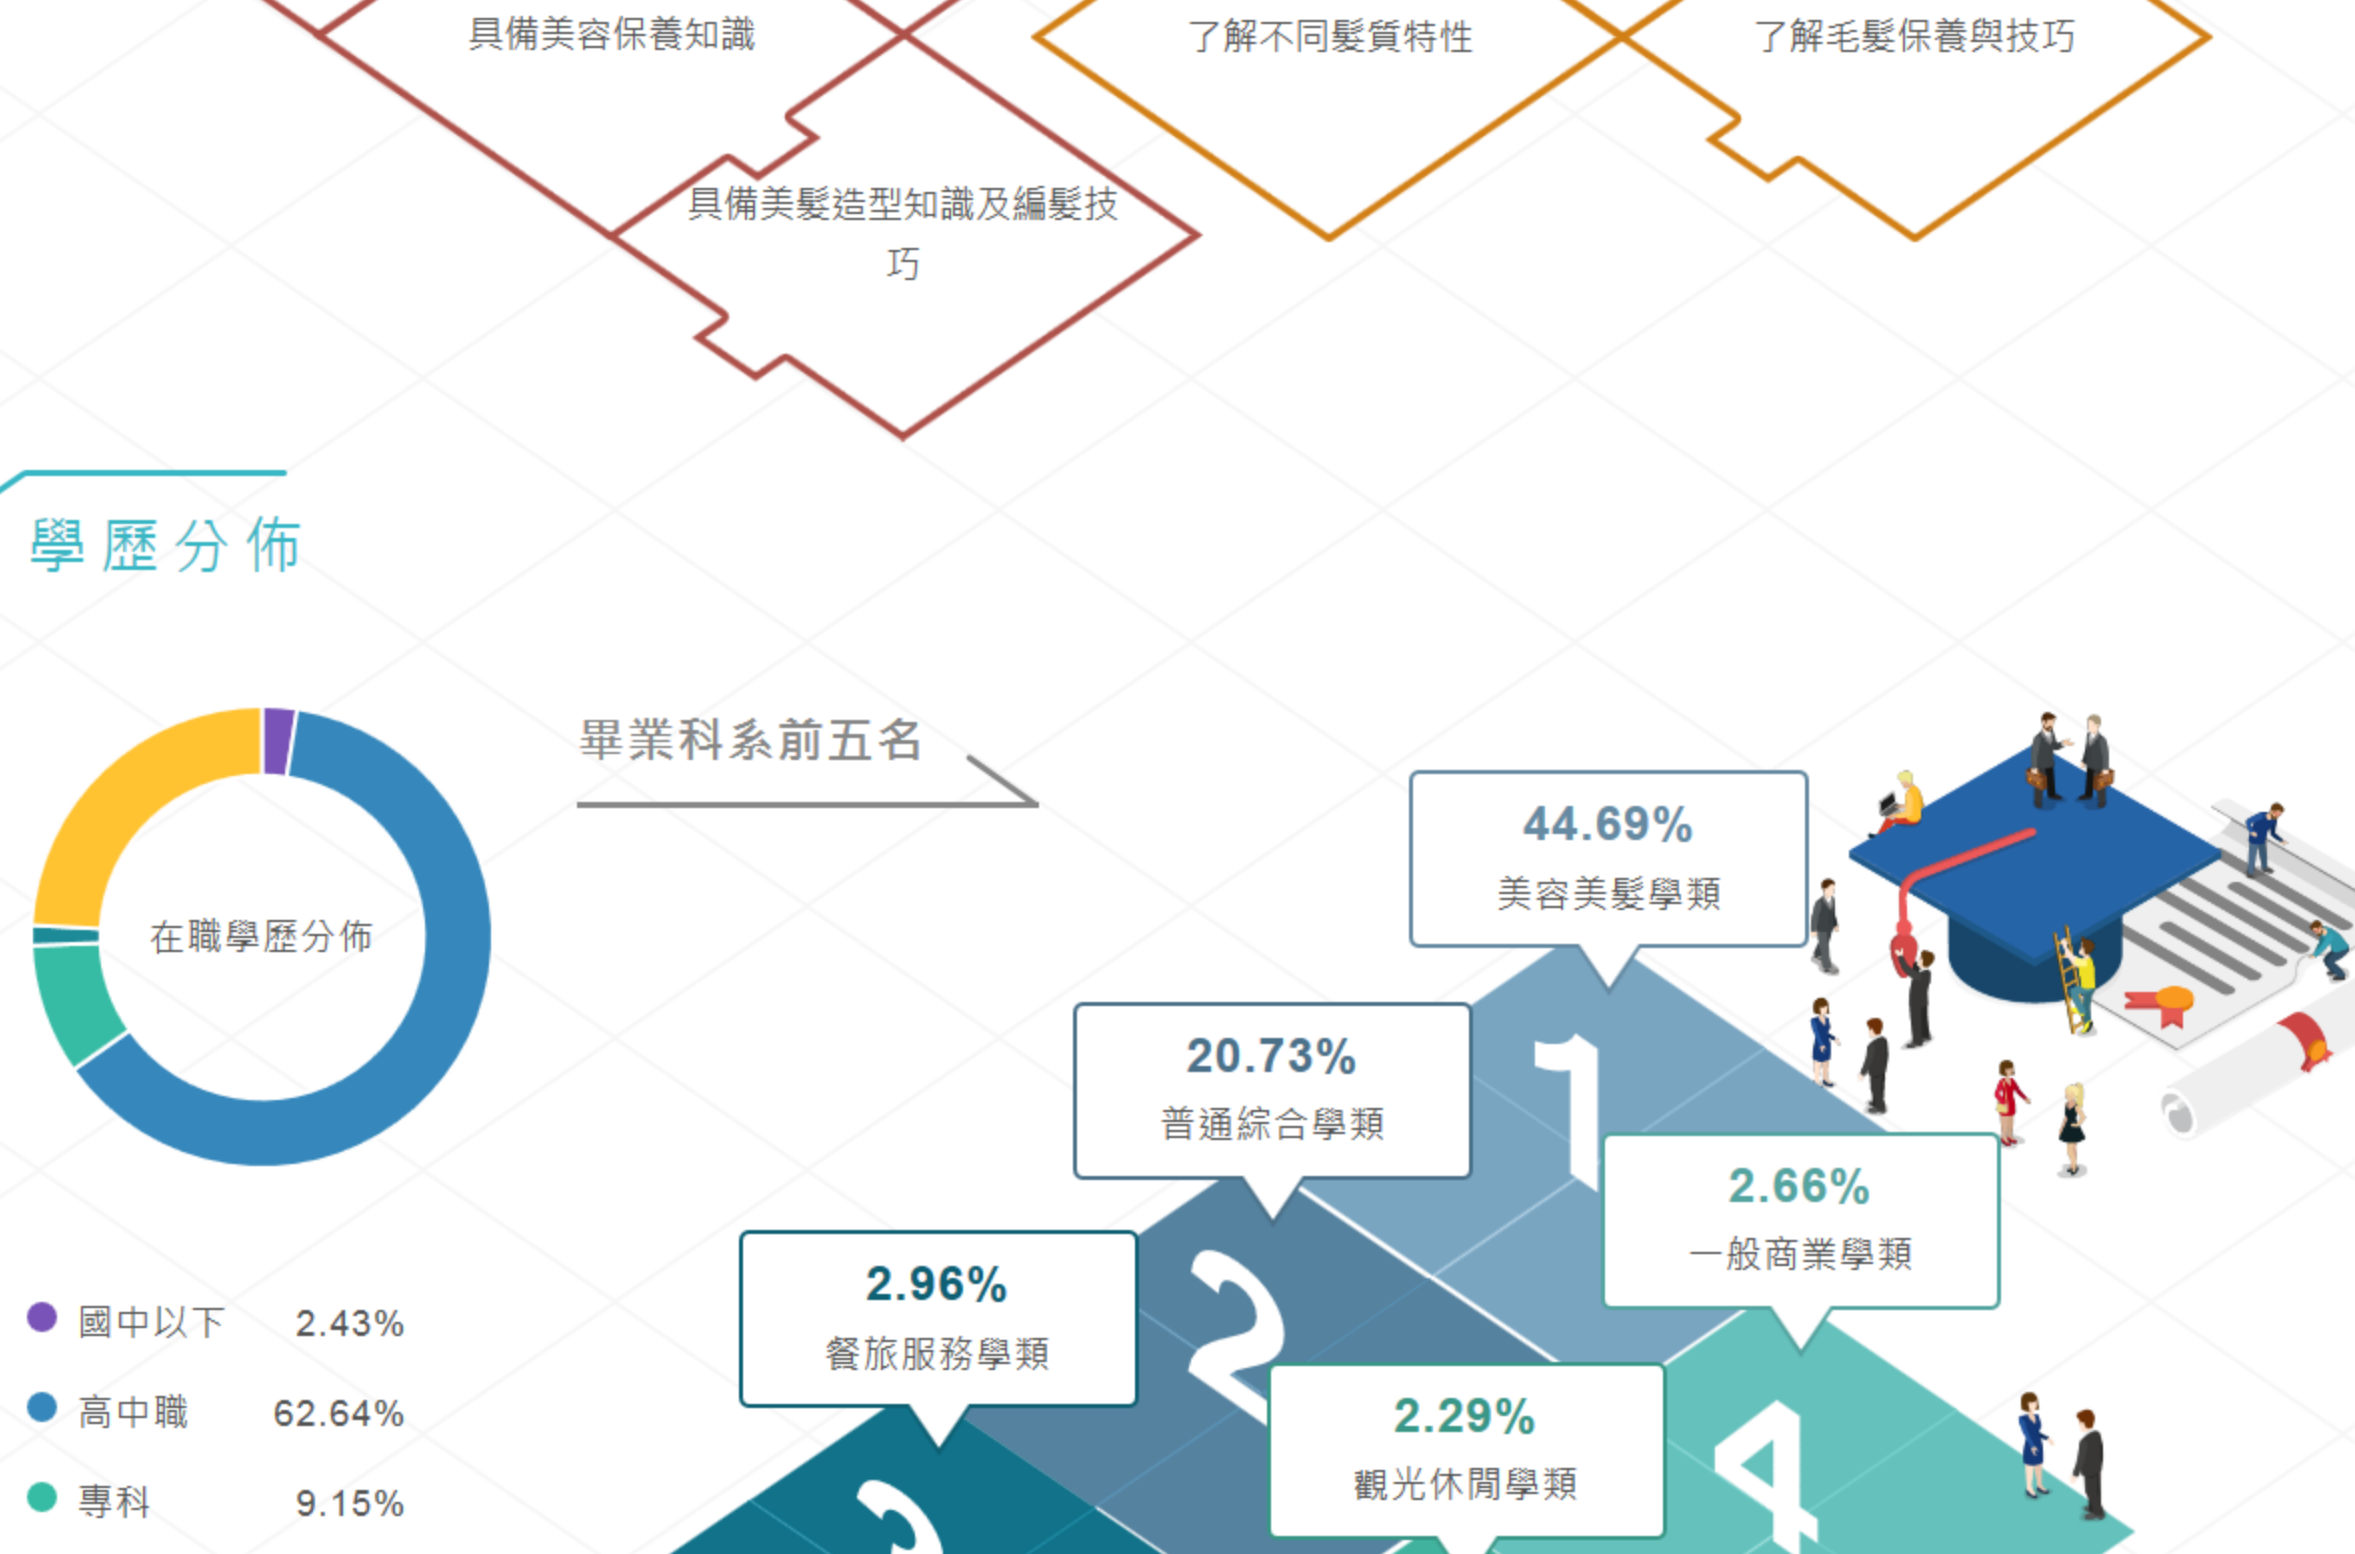 具備美容保養知識
了解不同髮質特性
了解毛髮保養與技巧
具備美髮造型知識及編髮技
巧
學歷分佈
畢業科系前五名
在職學歷分佈
44.69%
美容美髮學類
1
20.73%
普通綜合學類
2
2.66%
一般商業學類
4
2.96%
餐旅服務學類
3
2.29%
觀光休閒學類
國中以下 2.43%
高中職 62.64%
專科 9.15%